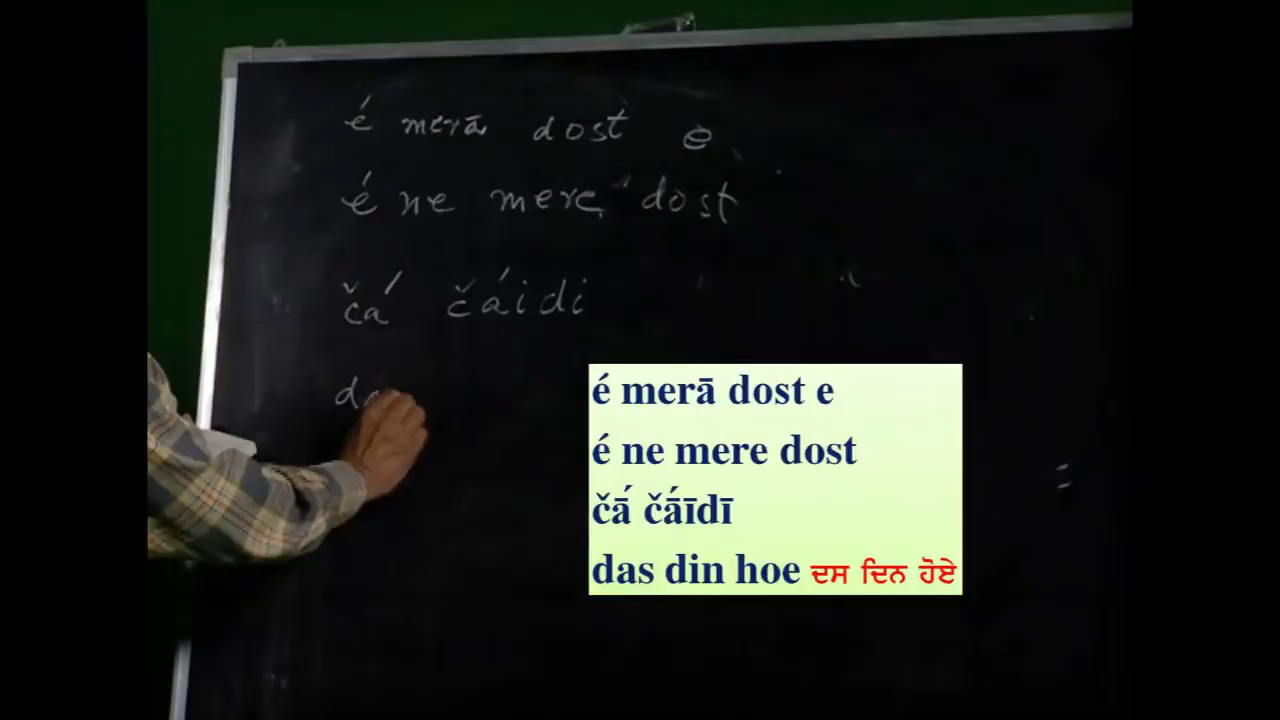 é merā dost e
é ne mere dost
čá čáidi
da
é merā dost e
é ne mere dost
čā́ čā́īdī
das din hoe ਦਸ ਦਿਨ ਹੋਏ